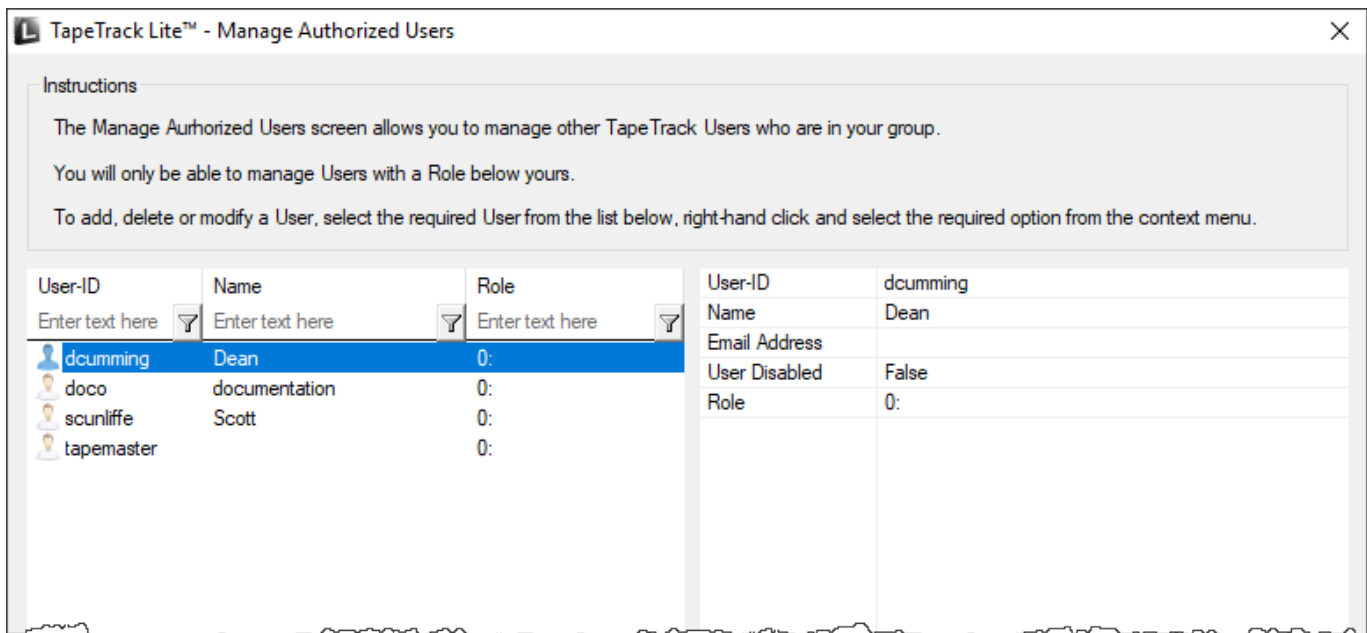 TapeTrack Lite™ - Manage Authorized Users
Instructions
The Manage Aurhorized Users screen allows you to manage other TapeTrack Users who are in your group.
You will only be able to manage Users with a Role below yours.
To add, delete or modify a User, select the required User from the list below, right-hand click and select the required option from the context menu.
User-ID Name Role
Enter text here Enter text here Enter text here
dcumming Dean 0:
doco documentation 0:
scunliffe Scott 0:
tapemaster 0:
User-ID dcumming
Name Dean
Email Address
User Disabled False
Role 0: